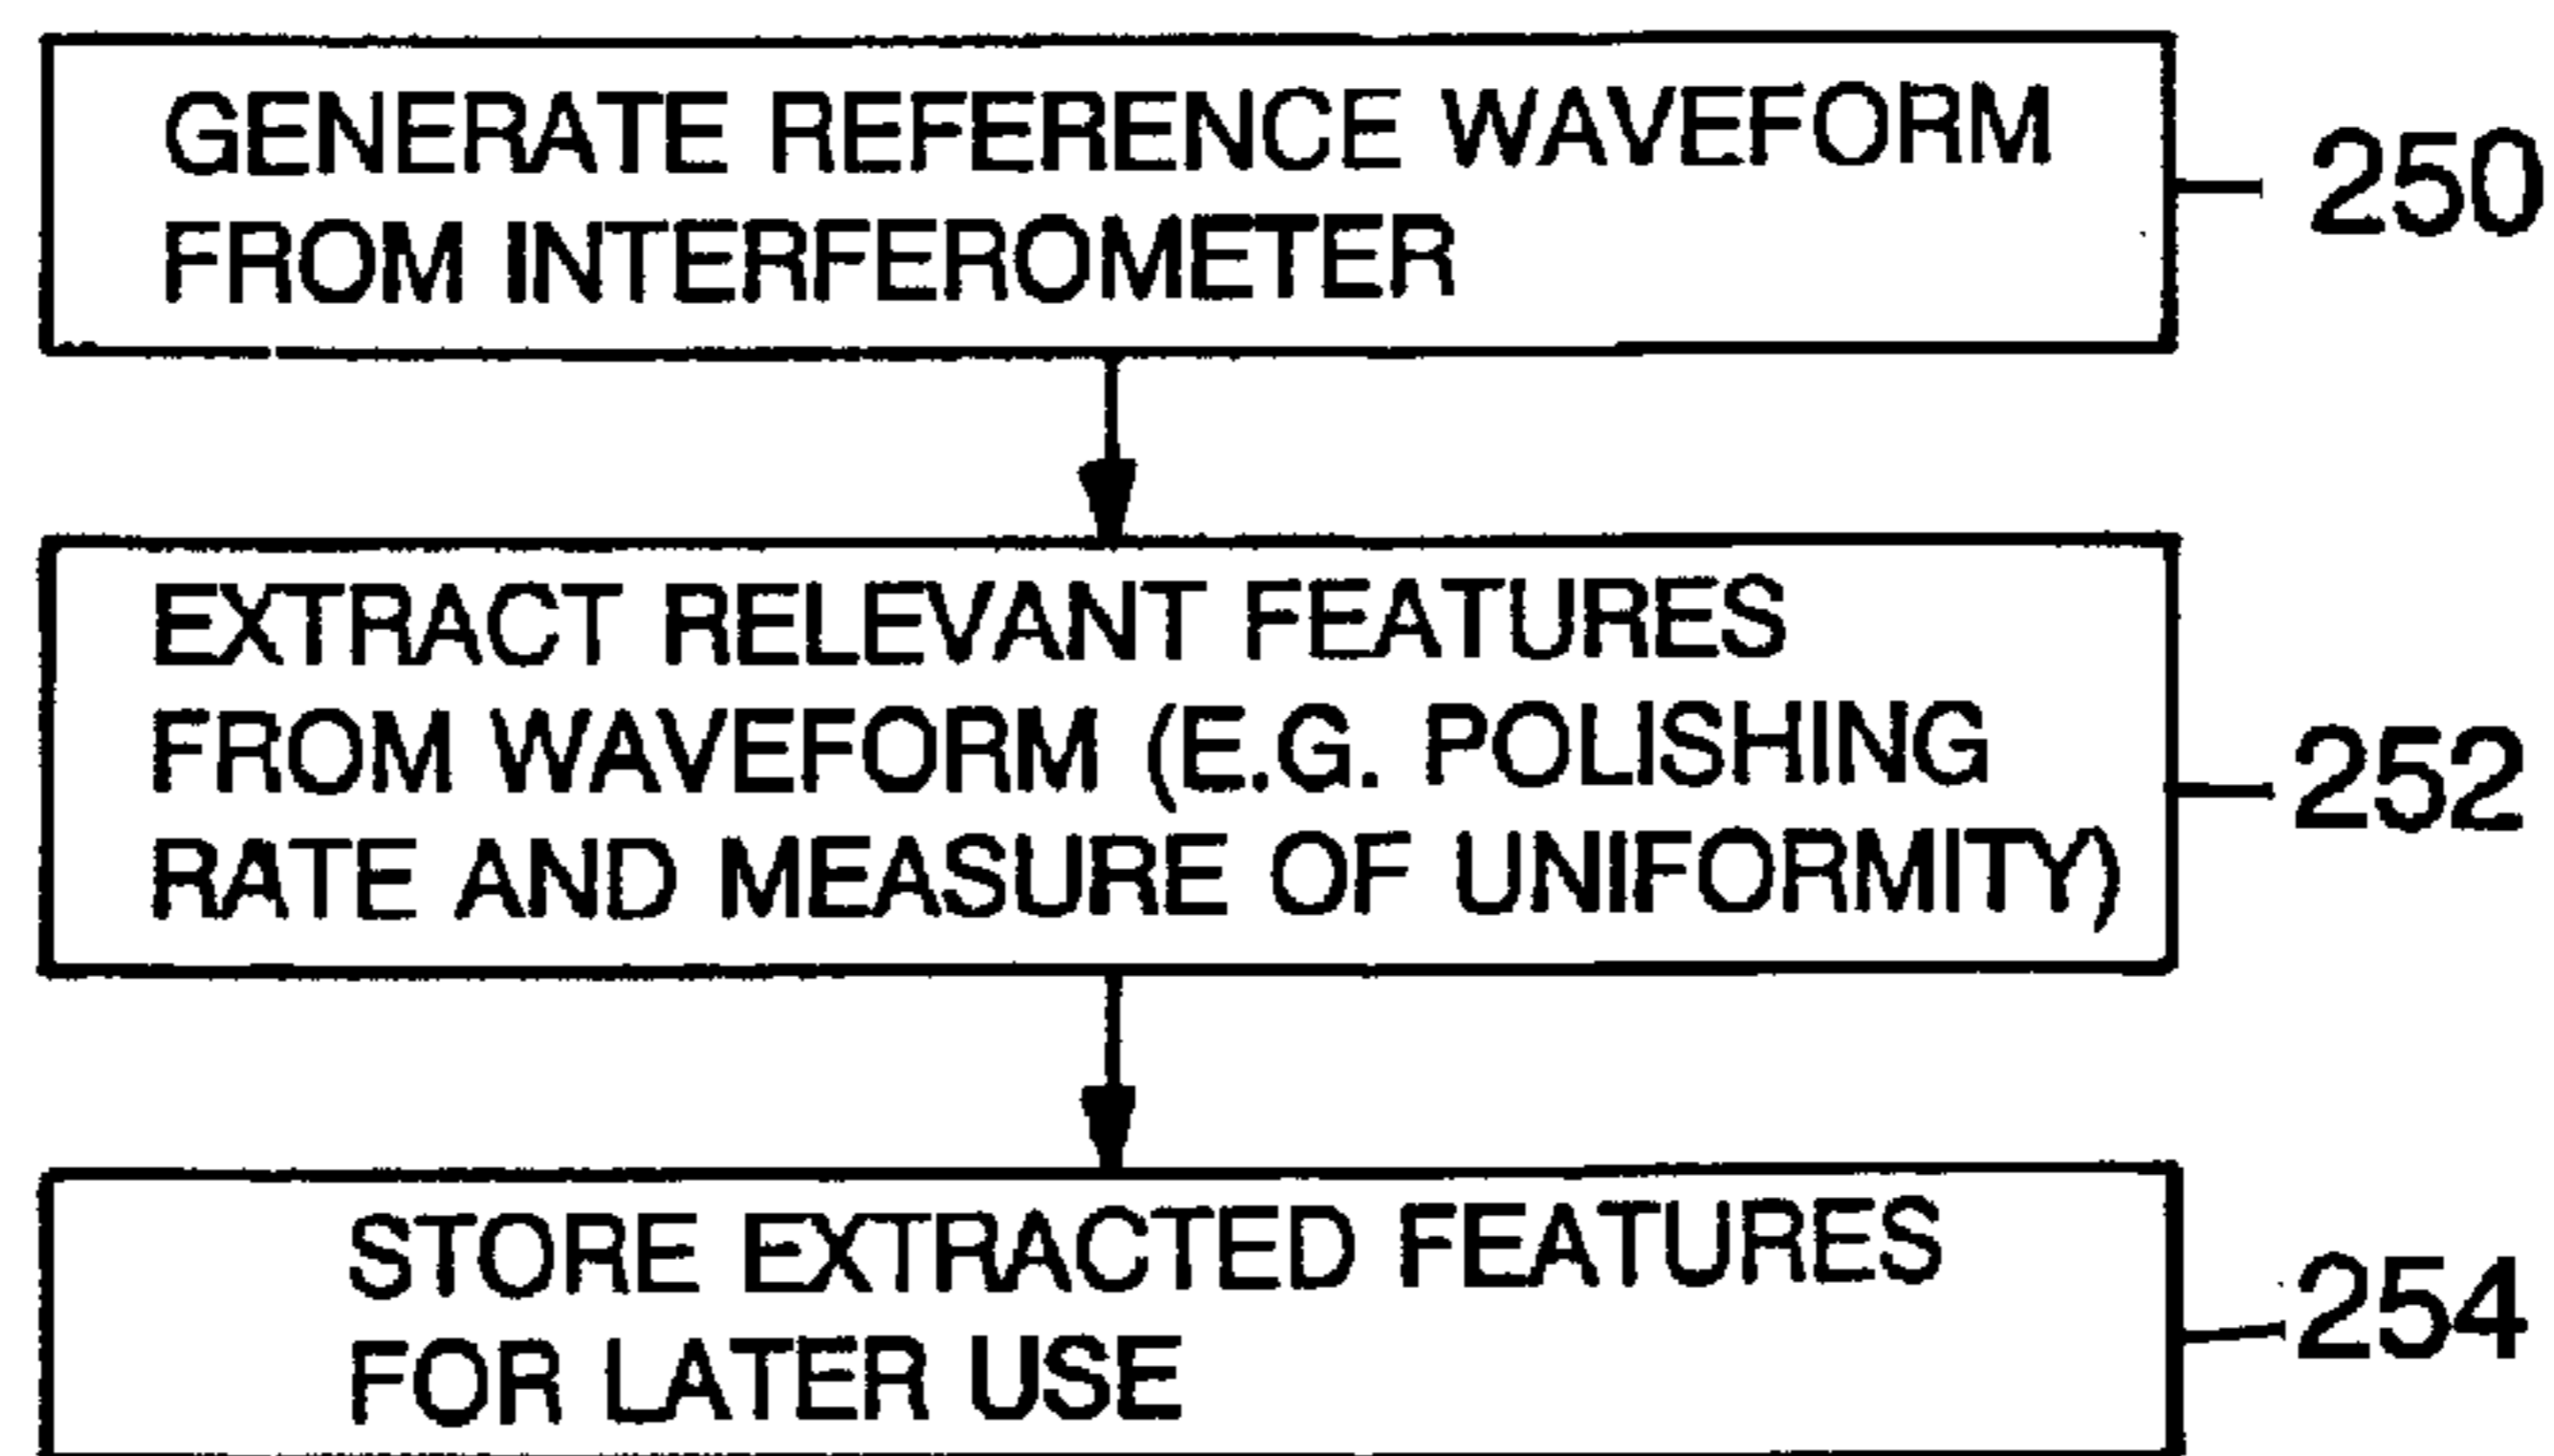 GENERATE REFERENCE WAVEFORM
FROM INTERFEROMETER
250
EXTRACT RELEVANT FEATURES
FROM WAVEFORM (E.G. POLISHING
RATE AND MEASURE OF UNIFORMITY)
252
STORE EXTRACTED FEATURES
FOR LATER USE
254